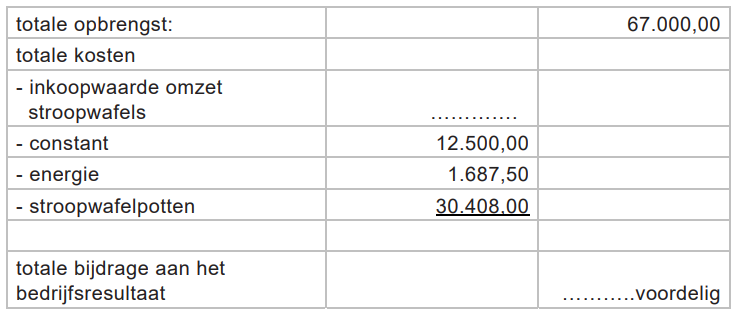 totale opbrengst: 67.000,00
totale kosten
- inkoopwaarde omzet
stroopwafels ………….
- constant 12.500,00
- energie 1.687,50
- stroopwafelpotten 30.408,00
totale bijdrage aan het
bedrijfsresultaat ………..voordelig